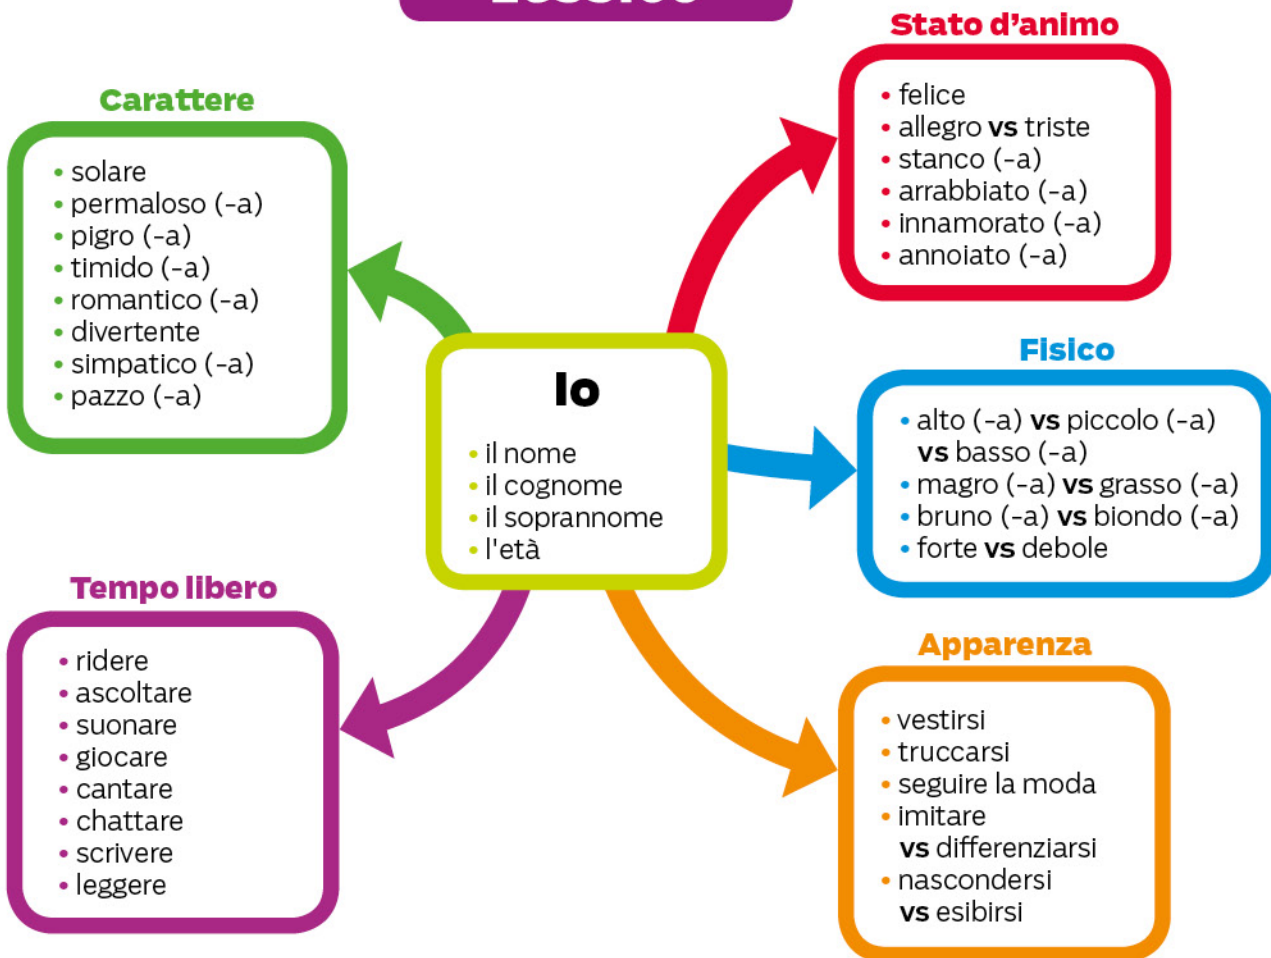 Stato d'animo
• felice
• allegro vs triste
• stanco (-a)
• arrabbiato (-a)
• innamorato (-a)
• annoiato (-a)
Carattere
• solare
• permaloso (-a)
• pigro (-a)
• timido (-a)
• romantico (-a)
• divertente
• simpatico (-a)
• pazzo (-a)
Io
• il nome
• il cognome
• il soprannome
• l'età
Fisico
• alto (-a) vs piccolo (-a)
vs basso (-a)
• magro (-a) vs grasso (-a)
• bruno (-a) vs biondo (-a)
• forte vs debole
Tempo libero
• ridere
• ascoltare
• suonare
• giocare
• cantare
• chattare
• scrivere
• leggere
Apparenza
• vestirsi
• truccarsi
• seguire la moda
• imitare
vs differenziarsi
• nascondersi
vs esibirsi